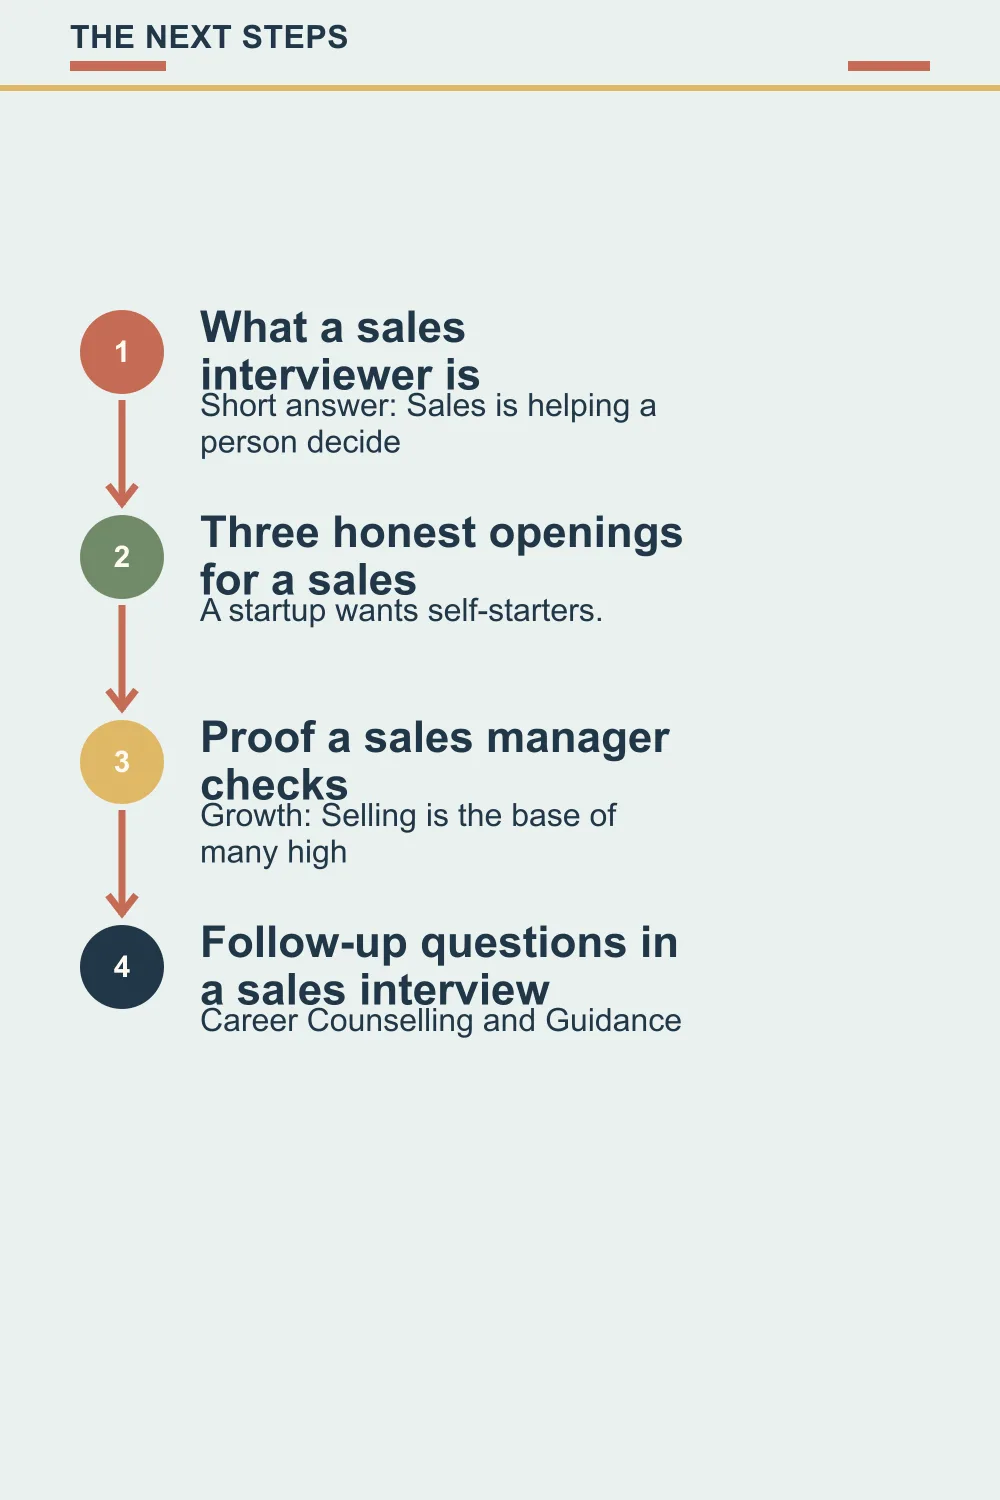 THE NEXT STEPS
1
What a sales
interviewer is
Short answer: Sales is helping a
person decide
2
Three honest openings
for a sales
A startup wants self-starters.
3
Proof a sales manager
checks
Growth: Selling is the base of
many high
4
Follow-up questions in
a sales interview
Career Counselling and Guidance